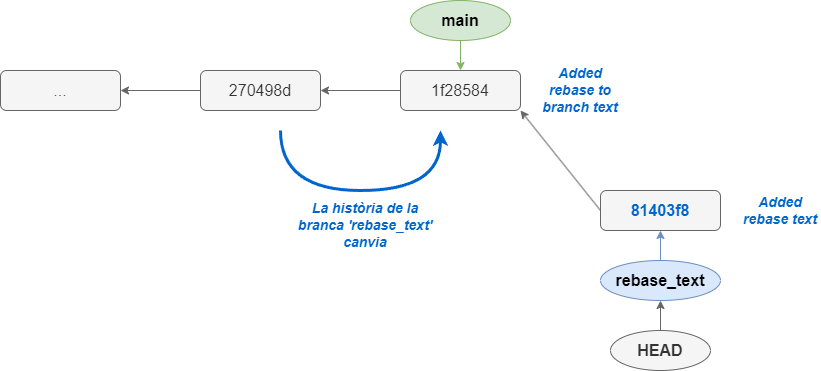 main
...
270498d
1f28584
Added
rebase to
branch text
La història de la
branca 'rebase_text'
canvia
81403f8
Added
rebase text
rebase_text
HEAD